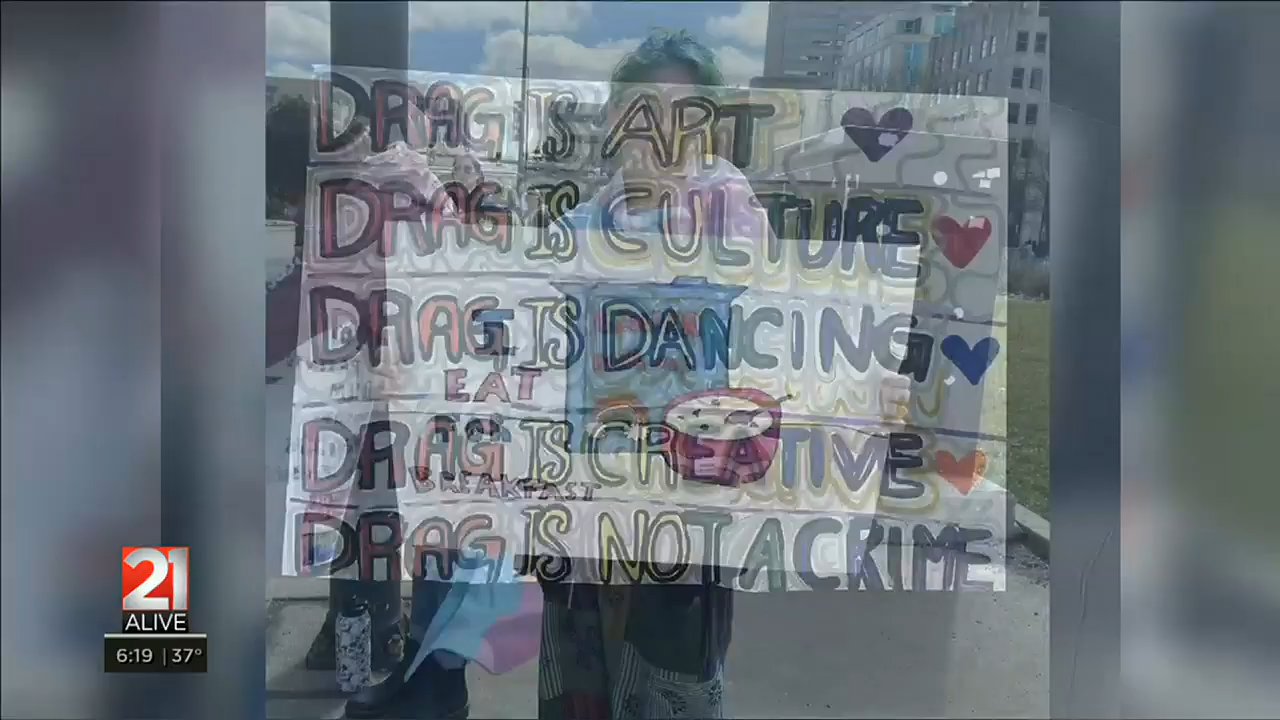 DRAG IS ART
DRAG IS CULTURE
DRAG IS DANCING
I
EAT
DRAG IS CREATIVE
BREAKFAST
DRAG IS NOT A CRIME
21
ALIVE
6:19 | 37°